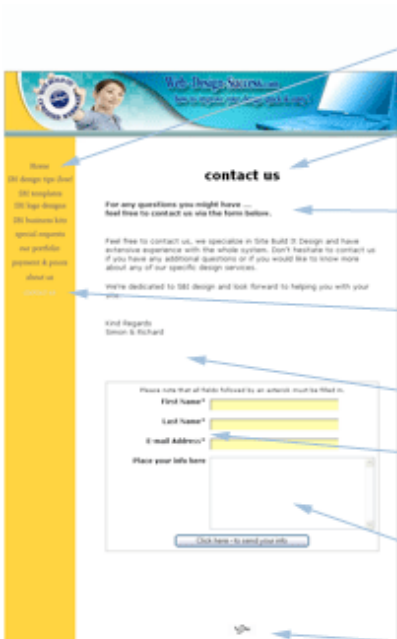 Web-Design-Success.com
Home
SBI design tips (free)
SBI templates
SBI logo designs
SBI business kits
special requests
our portfolio
payment & prices
about us
contact us
For any questions you might have ...
feel free to contact us via the form below.
Feel free to contact us, we specialize in Site Build It Design and have
extensive experience with the whole system. Don't hesitate to contact us
if you have any additional questions or if you would like to know more
about any of our specific design services.
We're dedicated to SBI design and look forward to helping you with your
site.
Kind Regards
Simon & Richard
Please note that all fields followed by an asterisk must be filled in.
First Name*
Last Name*
E-mail Address*
Place your info here
Click here - to send your info